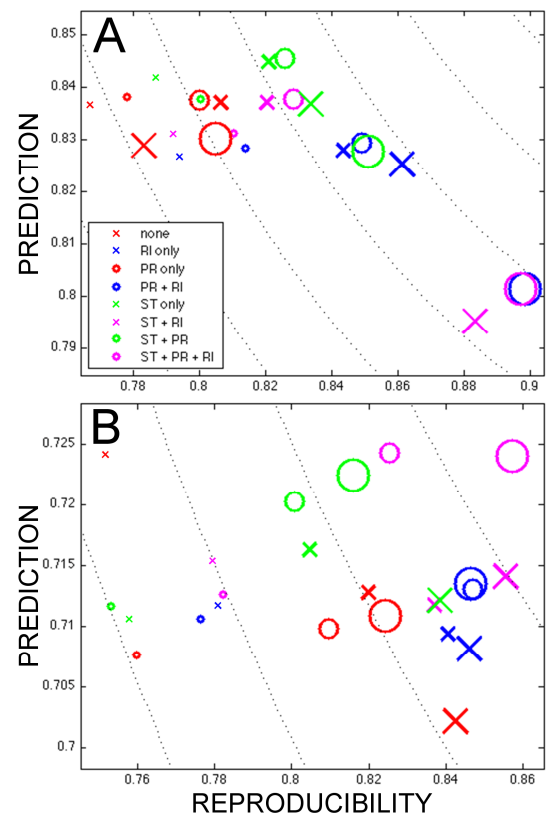 A
PREDICTION
0.85
0.84
0.83
0.82
0.81
0.8
0.79
none
RI only
PR only
PR + RI
ST only
ST + RI
ST + PR
ST + PR + RI
0.78 0.8 0.82 0.84 0.86 0.88 0.9
B
PREDICTION
0.725
0.72
0.715
0.71
0.705
0.7
0.76 0.78 0.8 0.82 0.84 0.86
REPRODUCIBILITY